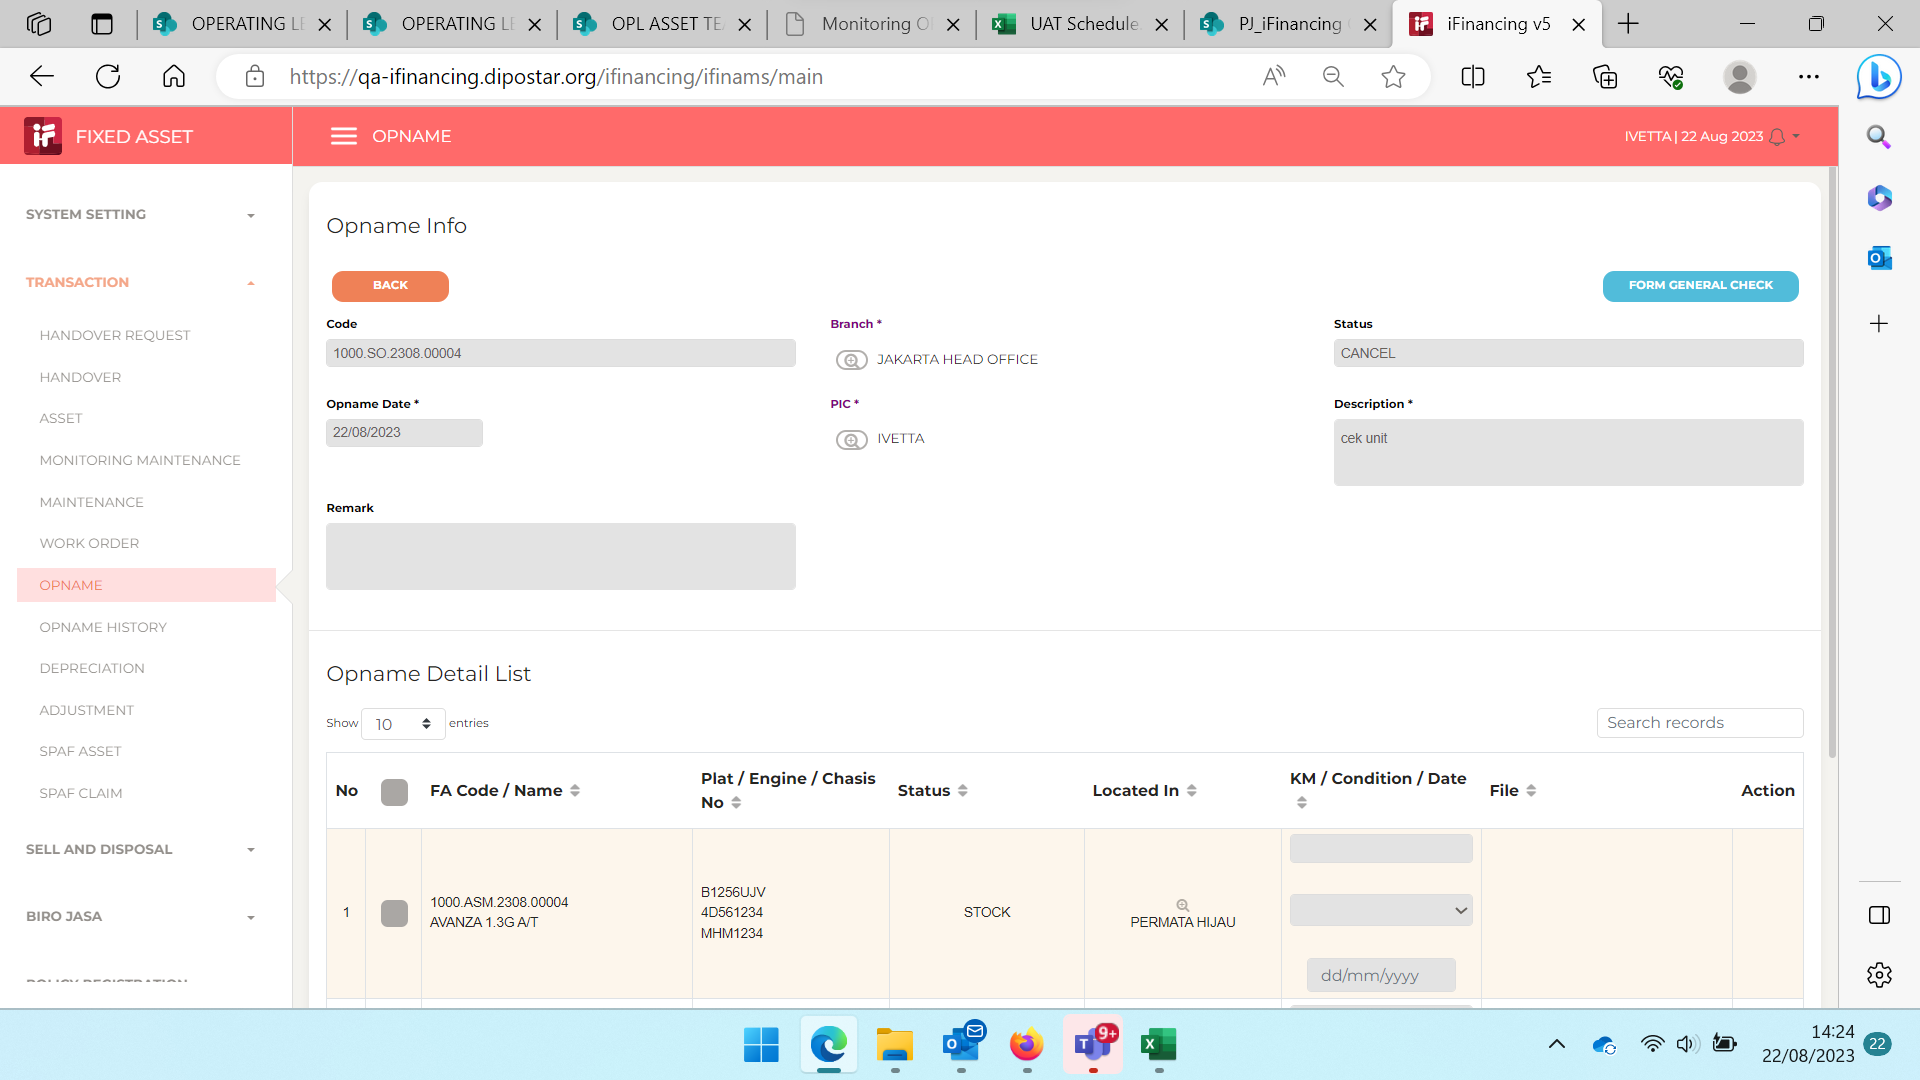 OPERATING LE
OPERATING LE
OPL ASSET TEA
Monitoring O
UAT Schedule.
PJ_iFinancing
iFinancing v5
https://qa-ifinancing.dipostar.org/ifinancing/ifinams/main
FIXED ASSET
OPNAME
IVETTA | 22 Aug 2023
SYSTEM SETTING
TRANSACTION
HANDOVER REQUEST
HANDOVER
ASSET
MONITORING MAINTENANCE
MAINTENANCE
WORK ORDER
OPNAME
OPNAME HISTORY
DEPRECIATION
ADJUSTMENT
SPAF ASSET
SPAF CLAIM
SELL AND DISPOSAL
BIRO JASA
Opname Info
BACK
FORM GENERAL CHECK
Code
1000.SO.2308.00004
Branch *
JAKARTA HEAD OFFICE
Status
CANCEL
Opname Date *
22/08/2023
PIC *
IVETTA
Description *
cek unit
Remark
Opname Detail List
Show 10 entries
Search records
No
FA Code / Name
Plat / Engine / Chasis
No
Status
Located In
KM / Condition / Date
File
Action
1
1000.ASM.2308.00004
AVANZA 1.3G A/T
B1256UJV
4D561234
MHM1234
STOCK
PERMATA HIJAU
dd/mm/yyyy
9+
14:24
22/08/2023
22